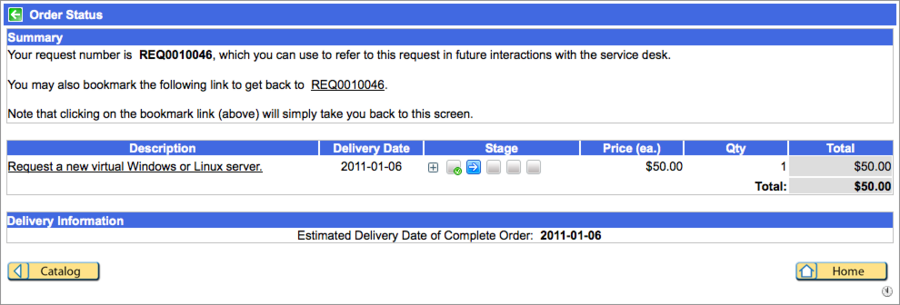 Order Status
Summary
Your request number is REQ0010046, which you can use to refer to this request in future interactions with the service desk.
You may also bookmark the following link to get back to REQ0010046.
Note that clicking on the bookmark link (above) will simply take you back to this screen.
Description Delivery Date Stage Price (ea.) Qty Total
Request a new virtual Windows or Linux server. 2011-01-06 $50.00 1 $50.00
Total: $50.00
Delivery Information
Estimated Delivery Date of Complete Order: 2011-01-06
Catalog Home